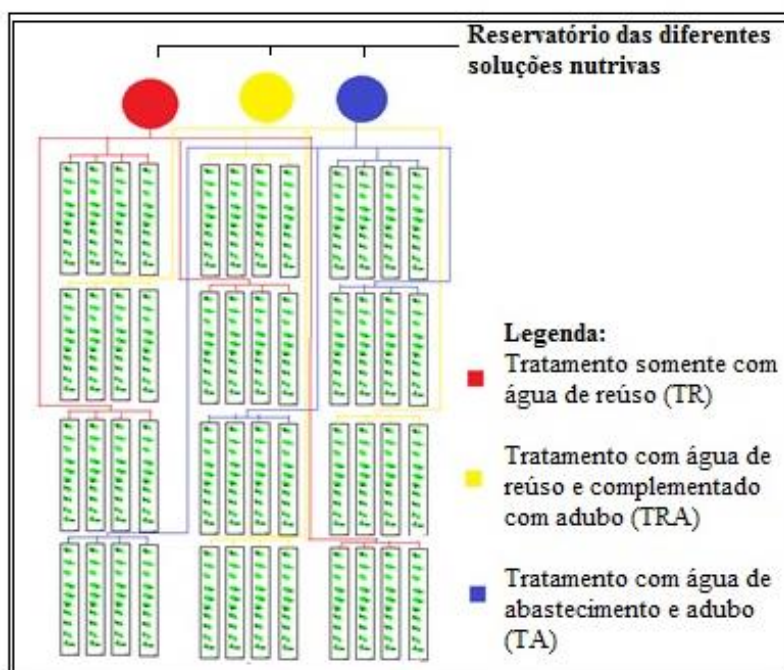 Reservatório das diferentes
soluções nutrivas
Legenda:
Tratamento somente com
água de reúso (TR)
Tratamento com água de
reúso e complementado
com adubo (TRA)
Tratamento com água de
abastecimento e adubo
(TA)